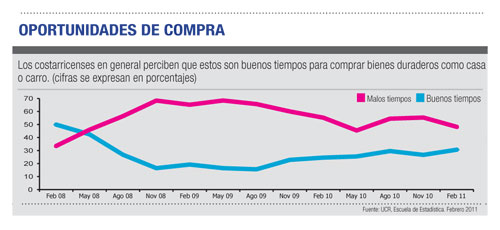 OPORTUNIDADES DE COMPRA
Los costarricenses en general perciben que estos son buenos tiempos para comprar bienes duraderos como casa
o carro. (cifras se expresan en porcentajes)
Malos tiempos Buenos tiempos
70
60
50
40
30
20
10
0
Feb 08 May 08 Ago 08 Nov 08 Feb 09 May 09 Ago 09 Nov 09 Feb 10 May 10 Ago 10 Nov 10 Feb 11
Fuente: UCR, Escuela de Estadística. Febrero 2011